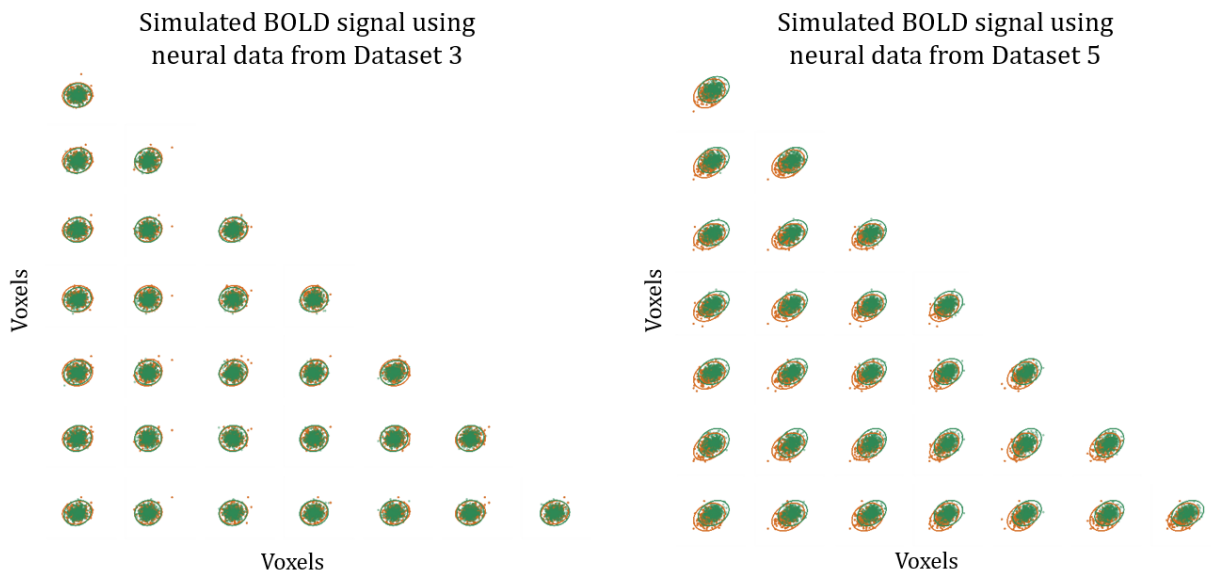 Simulated BOLD signal using
neural data from Dataset 3
Voxels
Voxels
Simulated BOLD signal using
neural data from Dataset 5
Voxels
Voxels